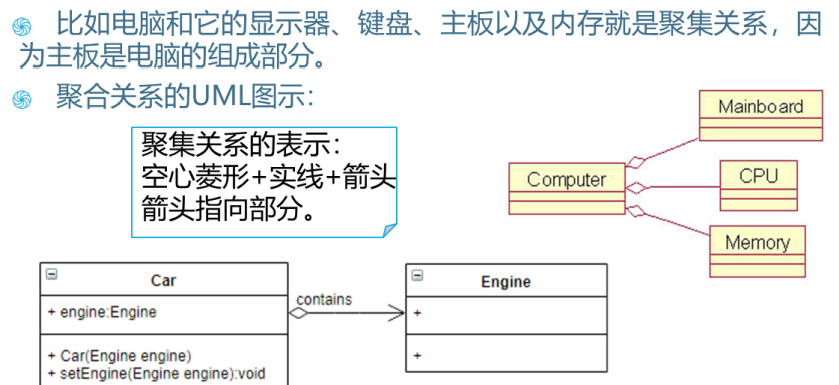 比如电脑和它的显示器、键盘、主板以及内存就是聚集关系，因
为主板是电脑的组成部分。
聚合关系的UML图示：
聚集关系的表示：
空心菱形+实线+箭头
箭头指向部分。
Mainboard
Computer
CPU
Memory
Car
+ engine:Engine
+ Car(Engine engine)
+ setEngine(Engine engine):void
contains
Engine
+
+